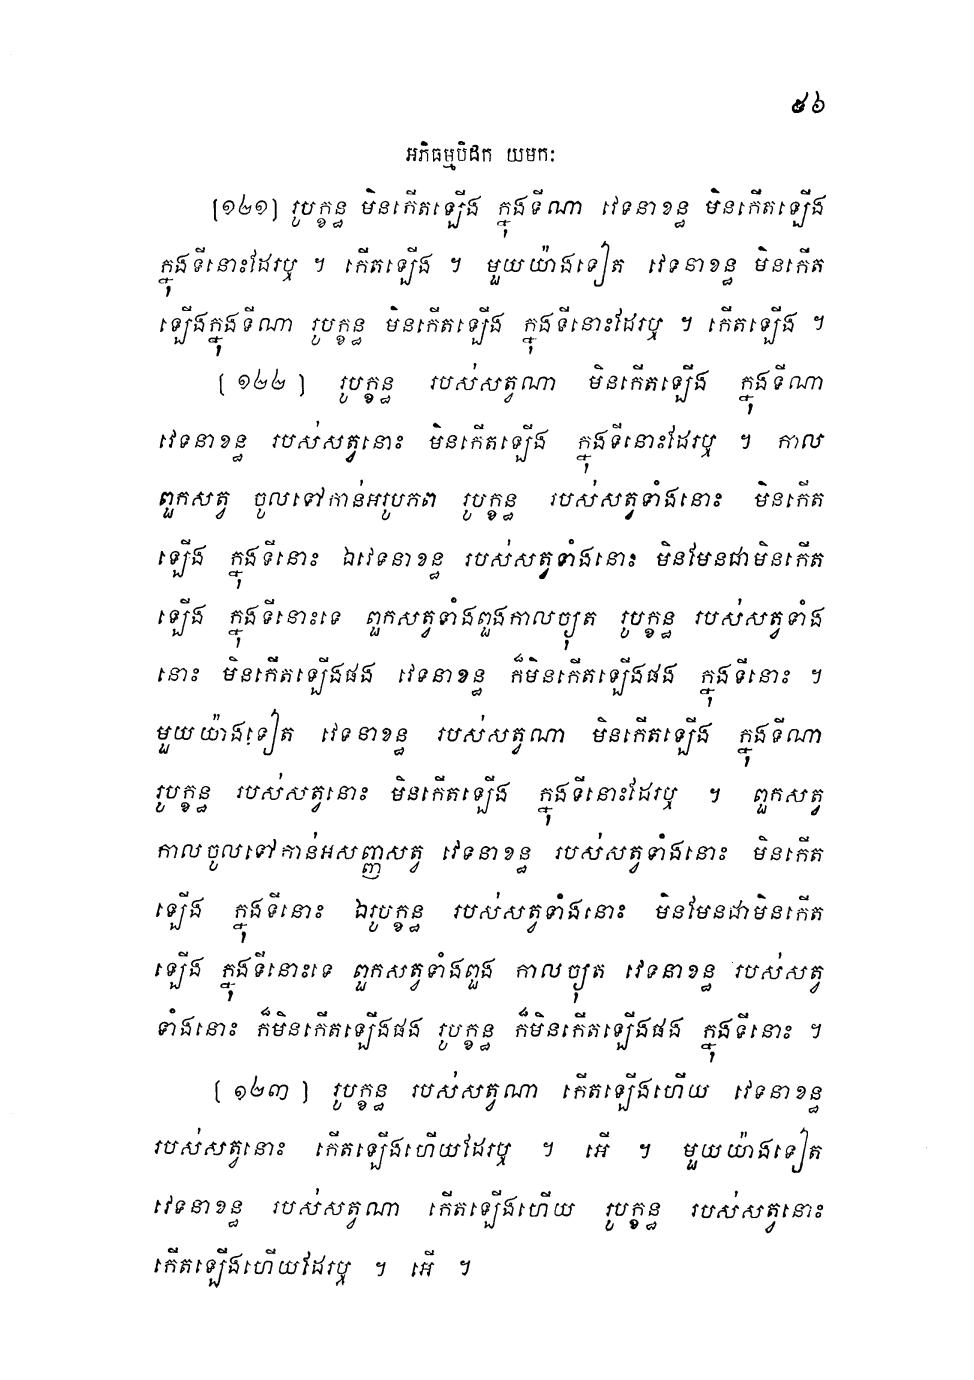 ៥៦
អភិធម្មបិដក យមកៈ
[១២១] រូបក្ខន្ធ មិនកើតឡើង ក្នុងទីណា វេទនាខន្ធ មិនកើតឡើង
ក្នុងទីនោះដែរឬ ។ កើតឡើង ។ មួយយ៉ាងទៀត វេទនាខន្ធ មិនកើត
ឡើងក្នុងទីណា រូបក្ខន្ធ មិនកើតឡើង ក្នុងទីនោះដែរឬ ។ កើតឡើង ។
[ ១២២ ] រូបក្ខន្ធ របស់សត្វណា មិនកើតឡើង ក្នុងទីណា
វេទនាខន្ធ របស់សត្វនោះ មិនកើតឡើង ក្នុងទីនោះដែរឬ ។ កាល
ពួកសត្វ ចូលទៅកាន់អរូបភព រូបក្ខន្ធ របស់សត្វទាំងនោះ មិនកើត
ឡើង ក្នុងទីនោះ ឯវេទនាខន្ធ របស់សត្វទាំងនោះ មិនមែនជាមិនកើត
ឡើង ក្នុងទីនោះទេ ពួកសត្វទាំងពួងកាលច្យុត រូបក្ខន្ធ របស់សត្វទាំង
នោះ មិនកើតឡើងផង វេទនាខន្ធ ក៏មិនកើតឡើងផង ក្នុងទីនោះ ។
មួយយ៉ាងទៀត វេទនាខន្ធ របស់សត្វណា មិនកើតឡើង ក្នុងទីណា
រូបក្ខន្ធ របស់សត្វនោះ មិនកើតឡើង ក្នុងទីនោះដែរឬ ។ ពួកសត្វ
កាលចូលទៅកាន់អសញ្ញសត្វ វេទនាខន្ធ របស់សត្វទាំងនោះ មិនកើត
ឡើង ក្នុងទីនោះ ឯរូបក្ខន្ធ របស់សត្វទាំងនោះ មិនមែនជាមិនកើត
ឡើង ក្នុងទីនោះទេ ពួកសត្វទាំងពួង កាលច្យុត វេទនាខន្ធ របស់សត្វ
ទាំងនោះ ក៏មិនកើតឡើងផង រូបក្ខន្ធ ក៏មិនកើតឡើងផង ក្នុងទីនោះ ។
[ ១២៣ ] រូបក្ខន្ធ របស់សត្វណា កើតឡើងហើយ វេទនាខន្ធ
របស់សត្វនោះ កើតឡើងហើយដែរឬ ។ អើ ។ មួយយ៉ាងទៀត
វេទនាខន្ធ របស់សត្វណា កើតឡើងហើយ រូបក្ខន្ធ របស់សត្វនោះ
កើតឡើងហើយដែរឬ ។ អើ ។